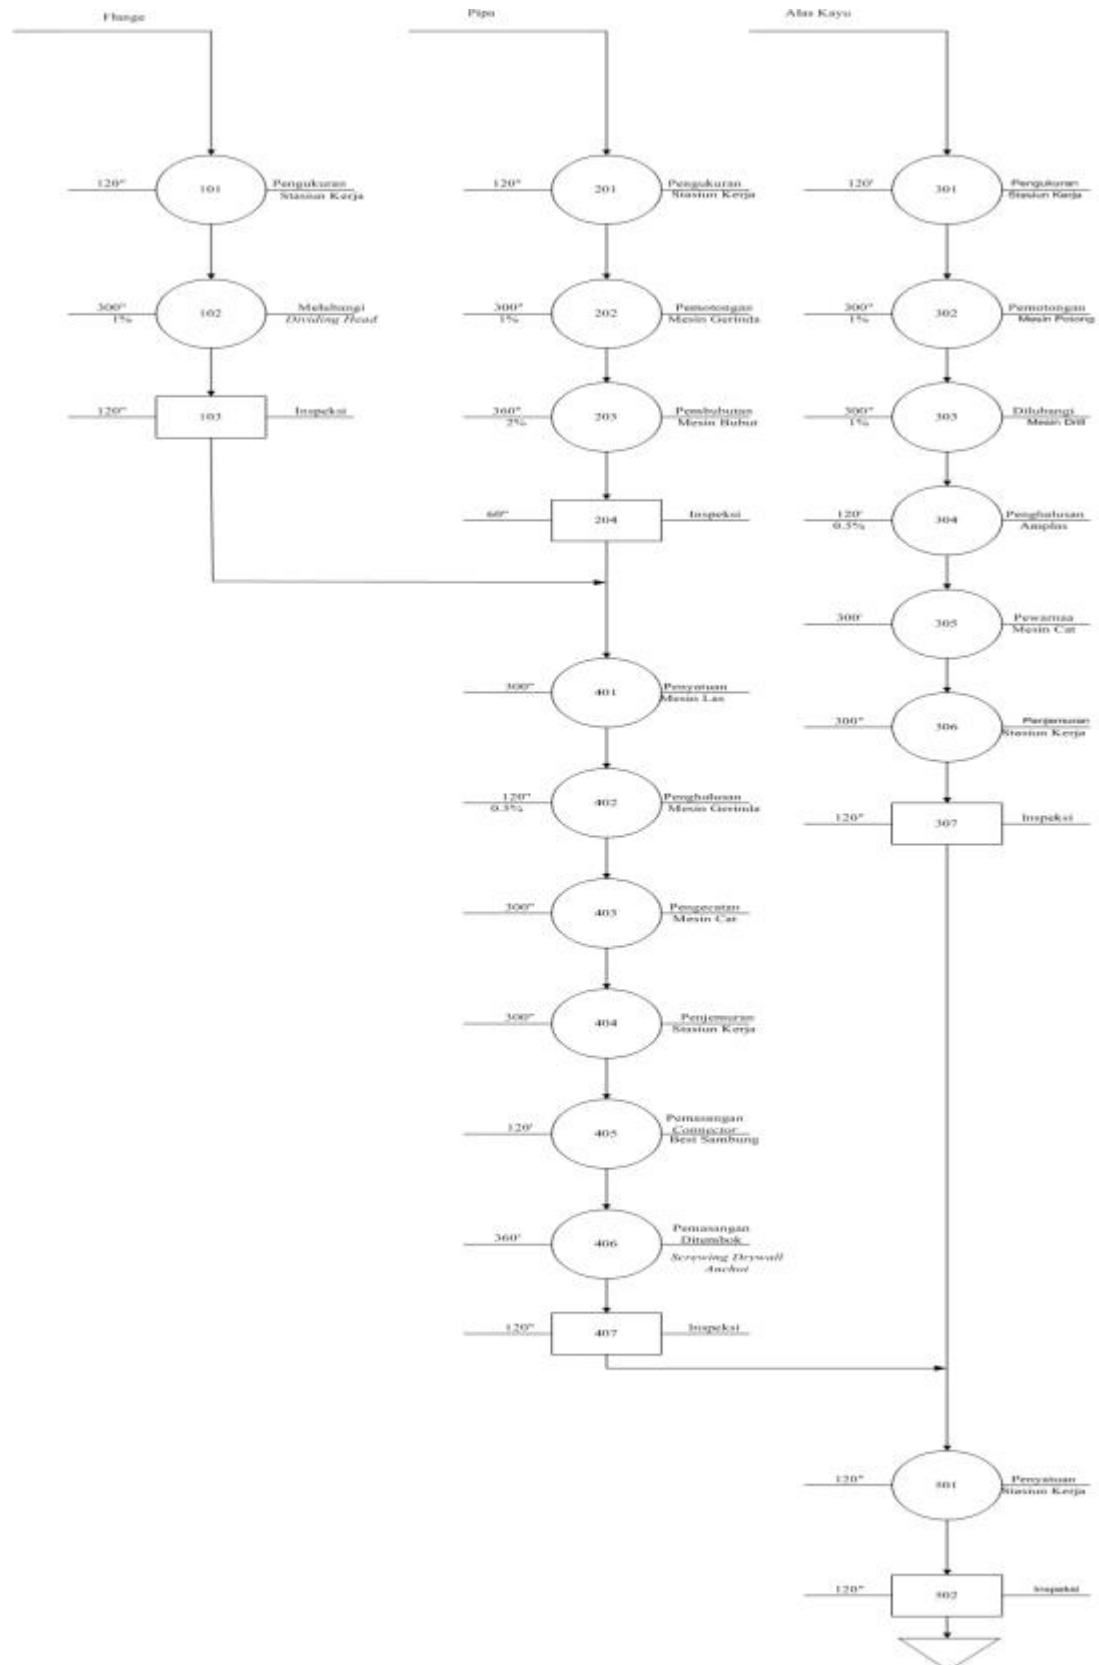 Flange
Pipa
Alas Kayu
120"
101
Pengukuran
Stasiun Kerja
120"
201
Pengukuran
Stasiun Kerja
120'
301
Pengukuran
Stasiun Kerja
300"
1%
102
Melubangi
Dividing Head
300"
1%
202
Pemotongan
Mesin Gerinda
300"
1%
302
Pemotongan
Mesin Potong
120"
103
Inspeksi
360"
2%
203
Pembubutan
Mesin Bubut
300"
1%
303
Dilubangi
Mesin Drill
60"
204
Inspeksi
120'
0.5%
304
Penghalusan
Amplas
300'
305
Pewarnaa
Mesin Cat
300"
401
Penyatuan
Mesin Las
300"
306
Penjemuran
Stasiun Kerja
120"
0.5%
402
Penghalusan
Mesin Gerinda
120"
307
Inspeksi
300"
403
Pengecatan
Mesin Cat
300"
404
Penjemuran
Stasiun Kerja
120'
405
Pemasangan
Connector
Besi Sambung
360'
406
Pemasangan
Ditembok
Screwing Drywall
Anchor
120"
407
Inspeksi
120"
501
Penyatuan
Stasiun Kerja
120"
502
Inspeksi